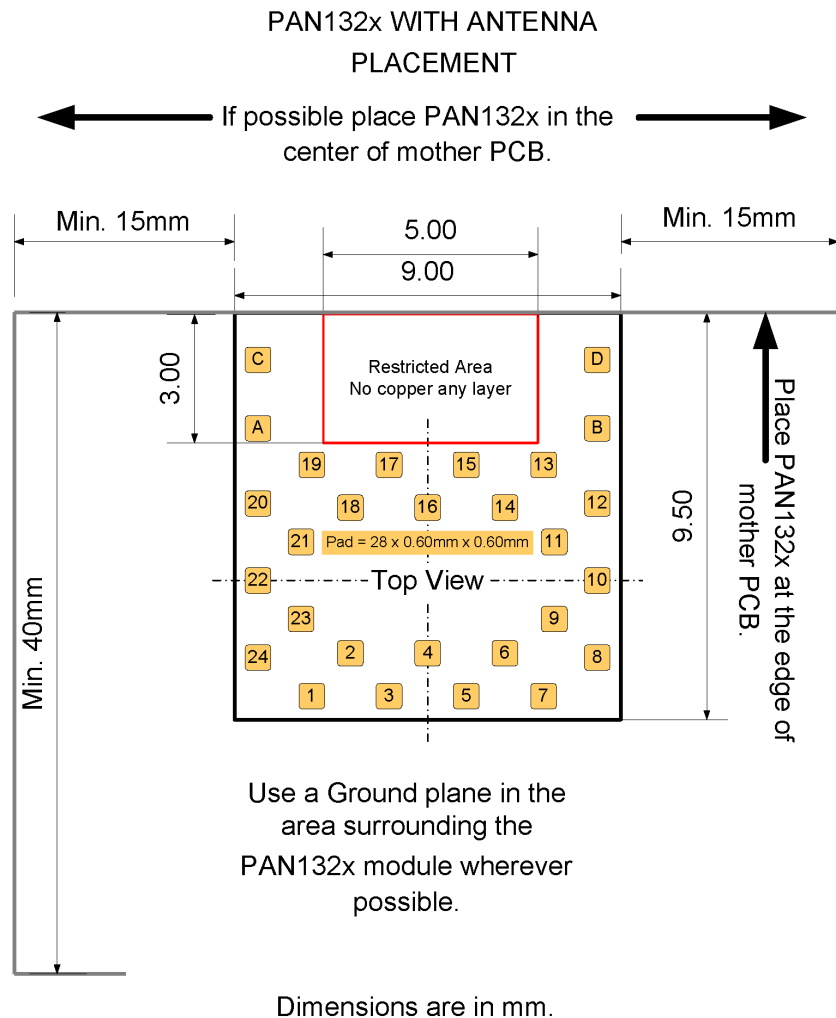 PAN132x WITH ANTENNA
PLACEMENT
If possible place PAN132x in the
center of mother PCB.
Min. 15mm
5.00
Min. 15mm
9.00
3.00
Restricted Area
No copper any layer
C
D
A
B
19
17
15
13
20
18
16
14
12
21
Pad = 28 x 0.60mm x 0.60mm
11
22
Top View
10
23
9
24
2
4
6
8
1
3
5
7
9.50
Place PAN132x at the edge of
mother PCB.
Min. 40mm
Use a Ground plane in the
area surrounding the
PAN132x module wherever
possible.
Dimensions are in mm.